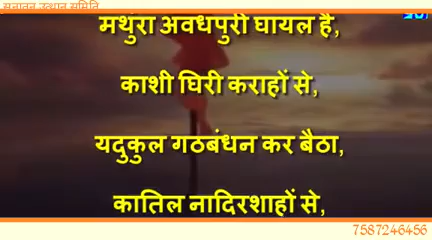 सनातन उत्थान समिति
मथुरा अवधपुरी घायल है,
काशी घिरी कराहों से,
यदुकुल गठबंधन कर बैठा,
कातिल नादिरशाहों से,
7587246456